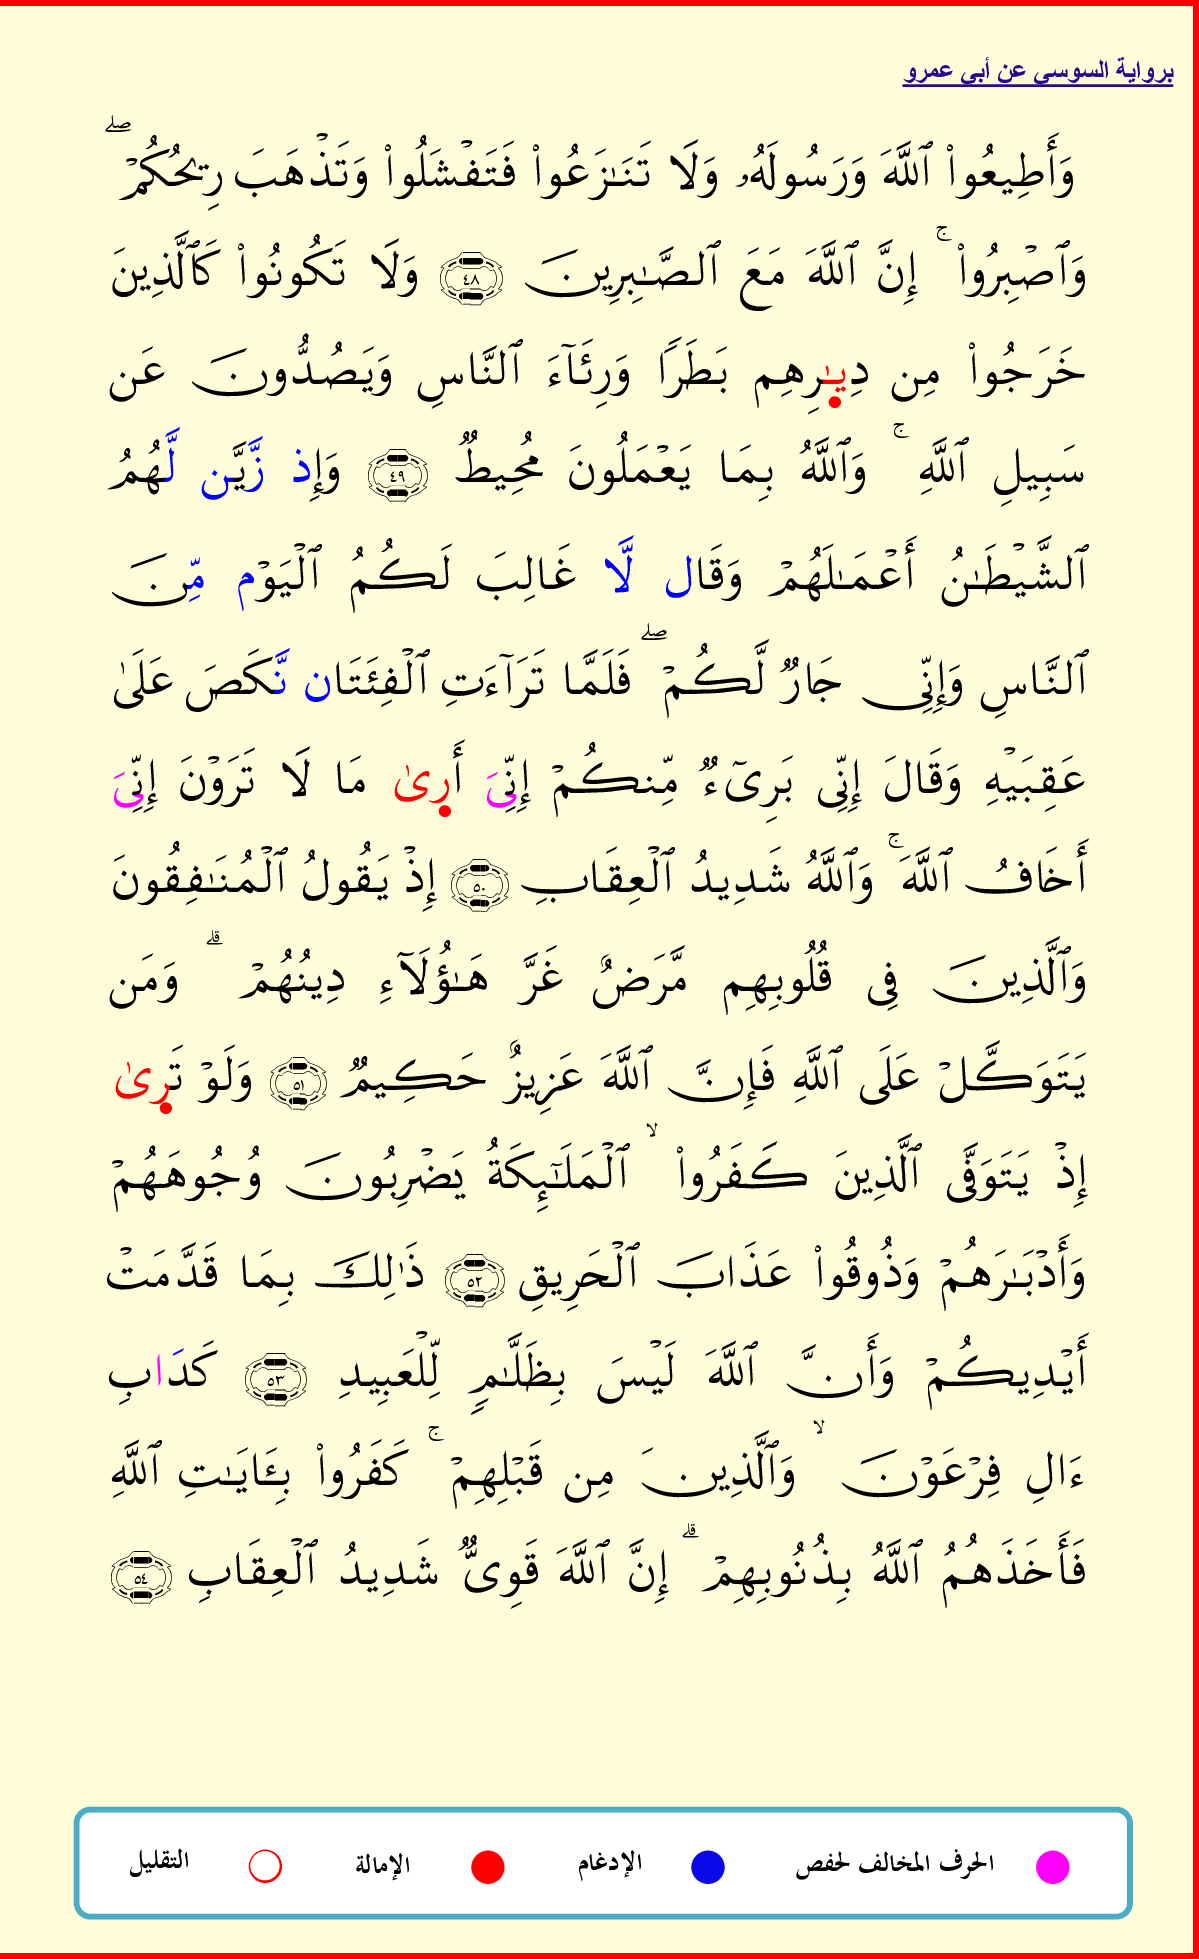 برواية السوسي عن أبي عمرو
وَأَطِيعُوا۟ ٱللَّهَ وَرَسُولَهُۥ وَلَا تَنَـٰزَعُوا۟ فَتَفْشَلُوا۟ وَتَذْهَبَ رِيحُكُمْ ۖ
وَٱصْبِرُوا۟ ۚ إِنَّ ٱللَّهَ مَعَ ٱلصَّـٰبِرِينَ ٤٨ وَلَا تَكُونُوا۟ كَٱلَّذِينَ
خَرَجُوا۟ مِن دِيـٰرِهِم بَطَرًا وَرِئَآءَ ٱلنَّاسِ وَيَصُدُّونَ عَن
سَبِيلِ ٱللَّهِ ۚ وَٱللَّهُ بِمَا يَعْمَلُونَ مُحِيطٌ ٤٩ وَإِذ زَّيَّن لَّهُمُ
ٱلشَّيْطَـٰنُ أَعْمَـٰلَهُمْ وَقَال لَّا غَالِبَ لَكُمُ ٱلْيَوْم مِّنَ
ٱلنَّاسِ وَإِنِّى جَارٌ لَّكُمْ ۖ فَلَمَّا تَرَآءَتِ ٱلْفِئَتَان نَّكَصَ عَلَىٰ
عَقِبَيْهِ وَقَالَ إِنِّى بَرِىٓءٌ مِّنكُمْ إِنِّىَ أَرِىٰ مَا لَا تَرَوْنَ إِنِّىَ
أَخَافُ ٱللَّهَ ۚ وَٱللَّهُ شَدِيدُ ٱلْعِقَابِ ٥٠ إِذْ يَقُولُ ٱلْمُنَـٰفِقُونَ
وَٱلَّذِينَ فِى قُلُوبِهِم مَّرَضٌ غَرَّ هَـٰٓؤُلَآءِ دِينُهُمْ ۗ وَمَن
يَتَوَكَّلْ عَلَى ٱللَّهِ فَإِنَّ ٱللَّهَ عَزِيزٌ حَكِيمٌ ٥١ وَلَوْ تَرِىٰ
إِذْ يَتَوَفَّى ٱلَّذِينَ كَفَرُوا۟ ۙ ٱلْمَلَـٰٓئِكَةُ يَضْرِبُونَ وُجُوهَهُمْ
وَأَدْبَـٰرَهُمْ وَذُوقُوا۟ عَذَابَ ٱلْحَرِيقِ ٥٢ ذَٰلِكَ بِمَا قَدَّمَتْ
أَيْدِيكُمْ وَأَنَّ ٱللَّهَ لَيْسَ بِظَلَّـٰمٍ لِّلْعَبِيدِ ٥٣ كَدَابِ
ءَالِ فِرْعَوْنَ ۙ وَٱلَّذِينَ مِن قَبْلِهِمْ ۚ كَفَرُوا۟ بِـَٔايَـٰتِ ٱللَّهِ
فَأَخَذَهُمُ ٱللَّهُ بِذُنُوبِهِمْ ۗ إِنَّ ٱللَّهَ قَوِىٌّ شَدِيدُ ٱلْعِقَابِ ٥٤
الحرف المخالف لحفص الإدغام الإمالة التقليل